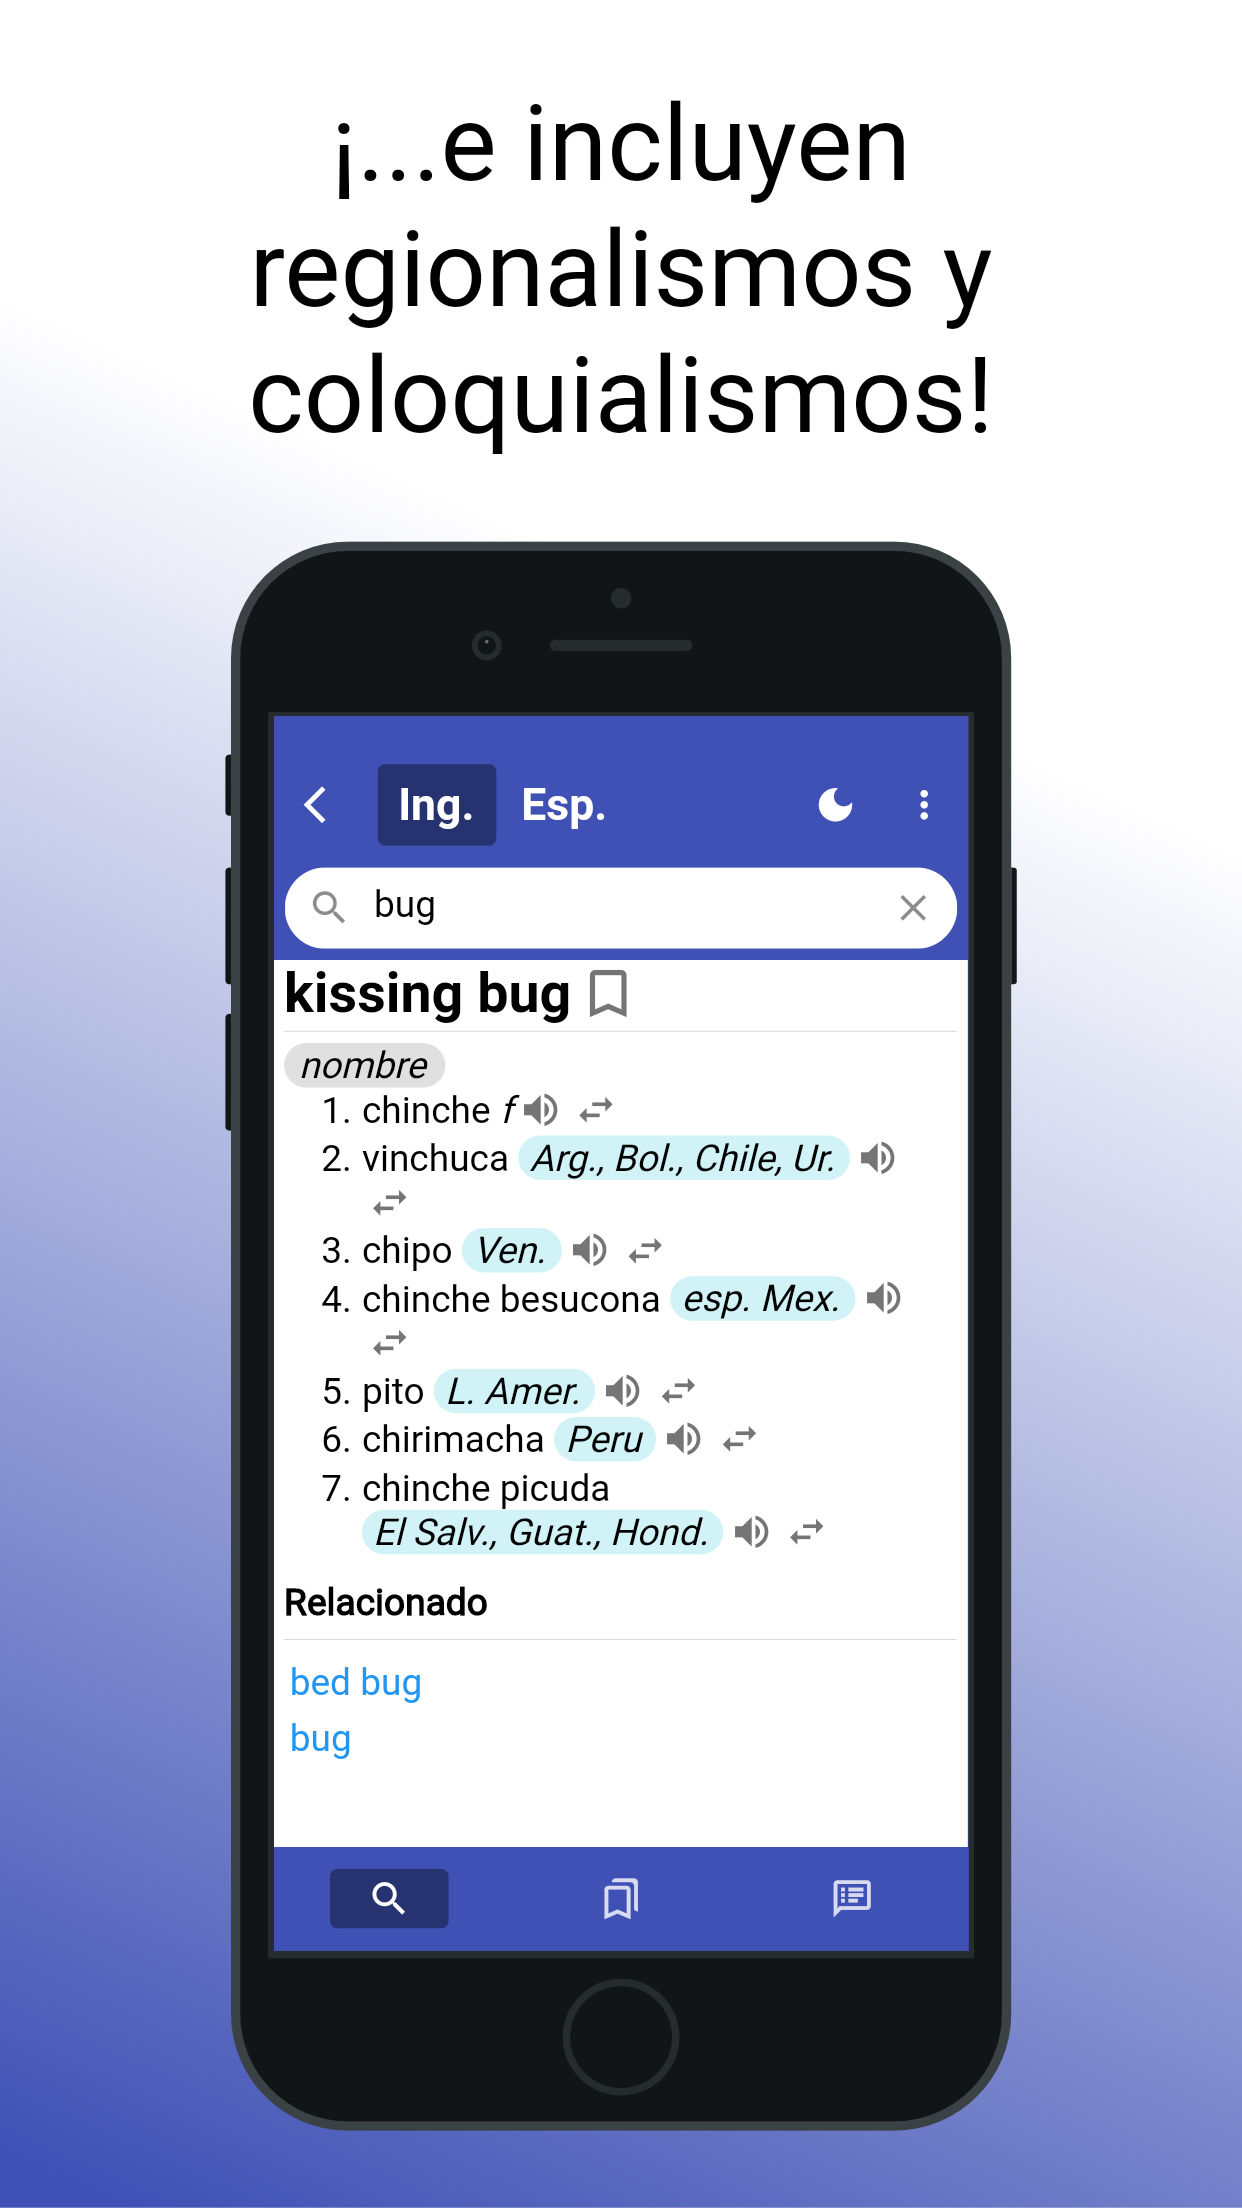 ¡...e incluyen
regionalismos y
coloquialismos!
Ing. Esp.
bug
kissing bug
nombre
1. chinche f
2. vinchuca Arg., Bol., Chile, Ur.
3. chipo Ven.
4. chinche besucona esp. Mex.
5. pito L. Amer.
6. chirimacha Peru
7. chinche picuda
El Salv., Guat., Hond.
Relacionado
bed bug
bug